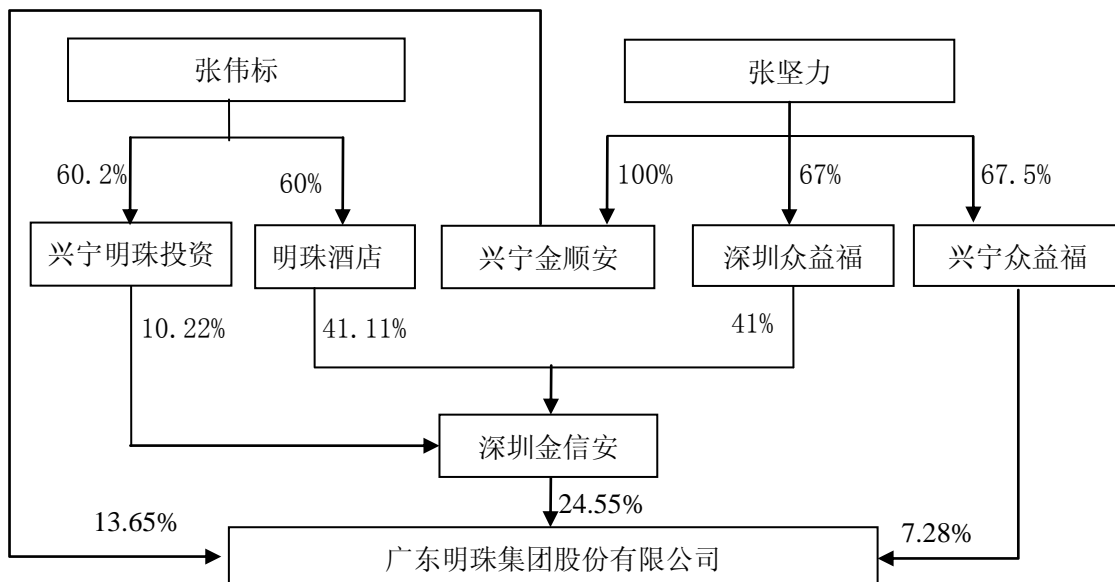 张伟标
张坚力
60.2%
60%
100%
67%
67.5%
兴宁明珠投资
明珠酒店
兴宁金顺安
深圳众益福
兴宁众益福
10.22%
41.11%
41%
深圳金信安
13.65%
24.55%
7.28%
广东明珠集团股份有限公司